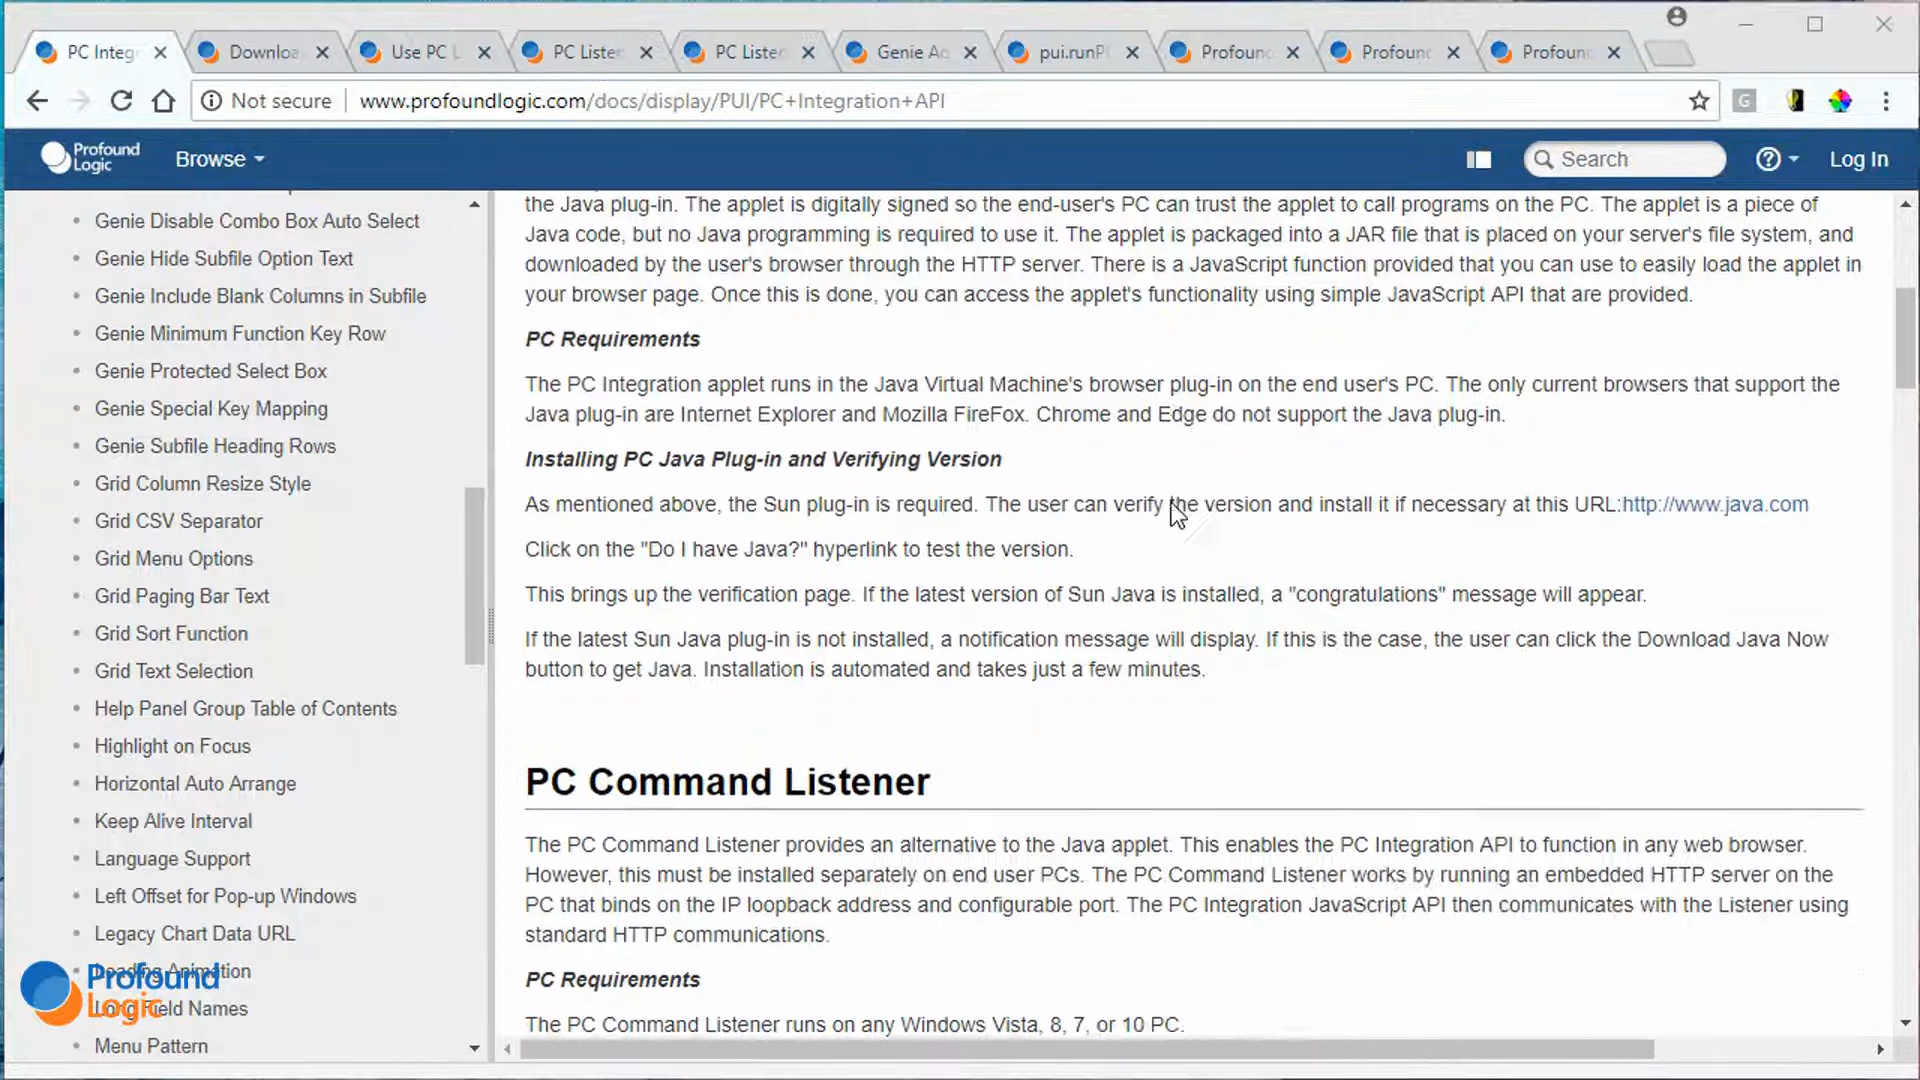 PC Integ
Downloa
Use PC L
PC Liste
PC Liste
Genie Ad
pui.runP
Profoun
Profoun
Profoun
Not secure
www.profoundlogic.com/docs/display/PUI/PC+Integration+API
G
Profound Logic
Browse
Search
Log In
Genie Disable Combo Box Auto Select
Genie Hide Subfile Option Text
Genie Include Blank Columns in Subfile
Genie Minimum Function Key Row
Genie Protected Select Box
Genie Special Key Mapping
Genie Subfile Heading Rows
Grid Column Resize Style
Grid CSV Separator
Grid Menu Options
Grid Paging Bar Text
Grid Sort Function
Grid Text Selection
Help Panel Group Table of Contents
Highlight on Focus
Horizontal Auto Arrange
Keep Alive Interval
Language Support
Left Offset for Pop-up Windows
Legacy Chart Data URL
Loading Animation
Long Field Names
Menu Pattern
Profound
Logic
the Java plug-in. The applet is digitally signed so the end-user's PC can trust the applet to call programs on the PC. The applet is a piece of
Java code, but no Java programming is required to use it. The applet is packaged into a JAR file that is placed on your server's file system, and
downloaded by the user's browser through the HTTP server. There is a JavaScript function provided that you can use to easily load the applet in
your browser page. Once this is done, you can access the applet's functionality using simple JavaScript API that are provided.
PC Requirements
The PC Integration applet runs in the Java Virtual Machine's browser plug-in on the end user's PC. The only current browsers that support the
Java plug-in are Internet Explorer and Mozilla FireFox. Chrome and Edge do not support the Java plug-in.
Installing PC Java Plug-in and Verifying Version
As mentioned above, the Sun plug-in is required. The user can verify the version and install it if necessary at this URL:http://www.java.com
Click on the "Do I have Java?" hyperlink to test the version.
This brings up the verification page. If the latest version of Sun Java is installed, a "congratulations" message will appear.
If the latest Sun Java plug-in is not installed, a notification message will display. If this is the case, the user can click the Download Java Now
button to get Java. Installation is automated and takes just a few minutes.
PC Command Listener
The PC Command Listener provides an alternative to the Java applet. This enables the PC Integration API to function in any web browser.
However, this must be installed separately on end user PCs. The PC Command Listener works by running an embedded HTTP server on the
PC that binds on the IP loopback address and configurable port. The PC Integration JavaScript API then communicates with the Listener using
standard HTTP communications.
PC Requirements
The PC Command Listener runs on any Windows Vista, 8, 7, or 10 PC.